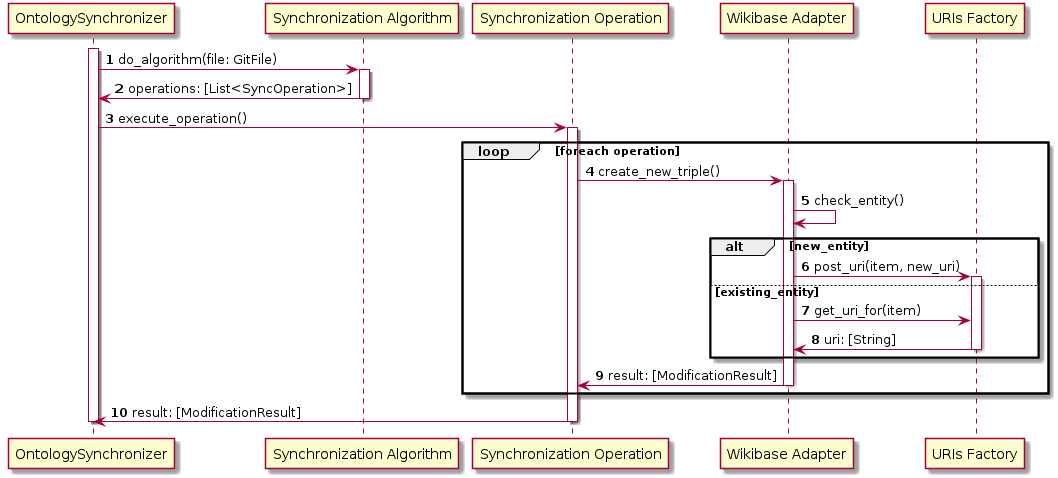 OntologySynchronizer
Synchronization Algorithm
Synchronization Operation
Wikibase Adapter
URIs Factory
1 do_algorithm(file: GitFile)
2 operations: [List<SyncOperation>]
3 execute_operation()
loop [foreach operation]
4 create_new_triple()
5 check_entity()
alt [new_entity]
6 post_uri(item, new_uri)
[existing_entity]
7 get_uri_for(item)
8 uri: [String]
9 result: [ModificationResult]
10 result: [ModificationResult]
OntologySynchronizer
Synchronization Algorithm
Synchronization Operation
Wikibase Adapter
URIs Factory